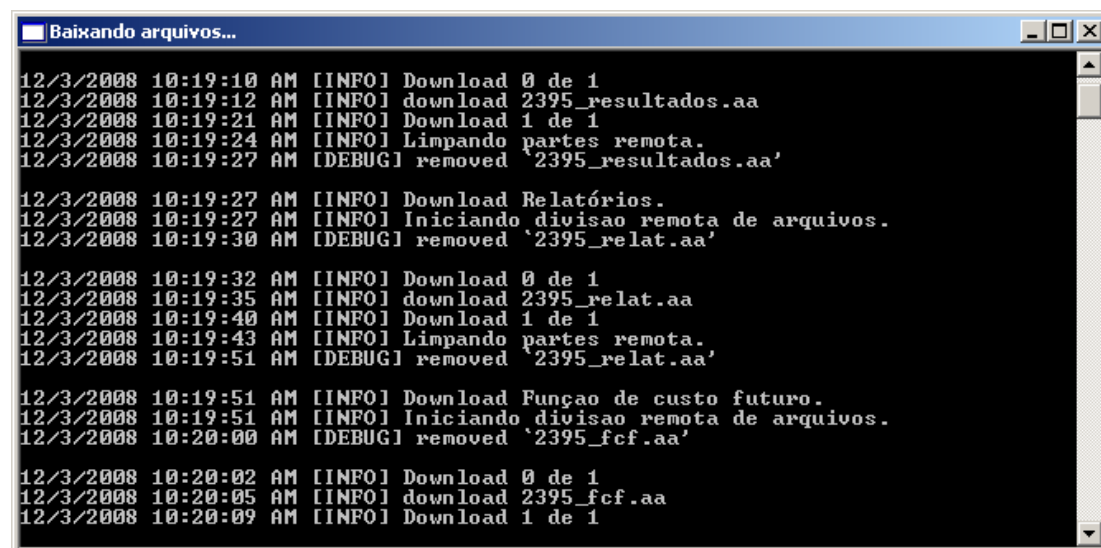 Baixando arquivos...
12/3/2008 10:19:10 AM [INFO] Download 0 de 1
12/3/2008 10:19:12 AM [INFO] download 2395_resultados.aa
12/3/2008 10:19:21 AM [INFO] Download 1 de 1
12/3/2008 10:19:24 AM [INFO] Limpando partes remota.
12/3/2008 10:19:27 AM [DEBUG] removed `2395_resultados.aa'
12/3/2008 10:19:27 AM [INFO] Download Relatórios.
12/3/2008 10:19:27 AM [INFO] Iniciando divisao remota de arquivos.
12/3/2008 10:19:30 AM [DEBUG] removed `2395_relat.aa'
12/3/2008 10:19:32 AM [INFO] Download 0 de 1
12/3/2008 10:19:35 AM [INFO] download 2395_relat.aa
12/3/2008 10:19:40 AM [INFO] Download 1 de 1
12/3/2008 10:19:43 AM [INFO] Limpando partes remota.
12/3/2008 10:19:51 AM [DEBUG] removed `2395_relat.aa'
12/3/2008 10:19:51 AM [INFO] Download Funçao de custo futuro.
12/3/2008 10:19:51 AM [INFO] Iniciando divisao remota de arquivos.
12/3/2008 10:20:00 AM [DEBUG] removed `2395_fcf.aa'
12/3/2008 10:20:02 AM [INFO] Download 0 de 1
12/3/2008 10:20:05 AM [INFO] download 2395_fcf.aa
12/3/2008 10:20:09 AM [INFO] Download 1 de 1